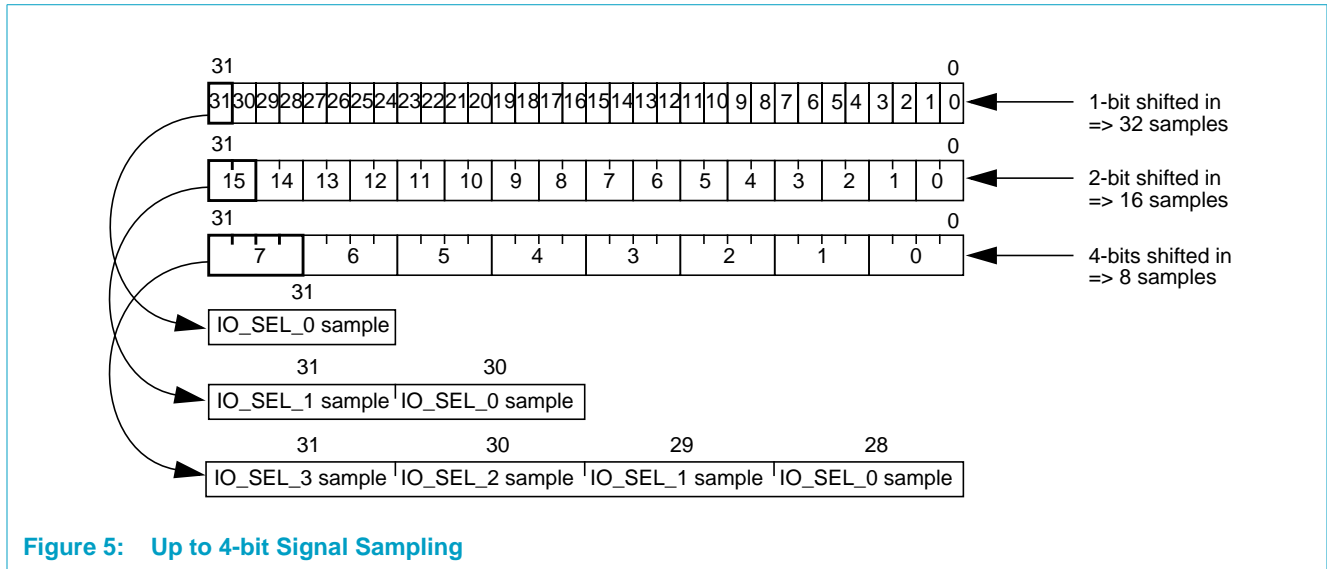 31 0
31 30 29 28 27 26 25 24 23 22 21 20 19 18 17 16 15 14 13 12 11 10 9 8 7 6 5 4 3 2 1 0
1-bit shifted in
=> 32 samples
31 0
15 14 13 12 11 10 9 8 7 6 5 4 3 2 1 0
2-bit shifted in
=> 16 samples
31 0
7 6 5 4 3 2 1 0
4-bits shifted in
=> 8 samples
31
IO_SEL_0 sample
31 30
IO_SEL_1 sample IO_SEL_0 sample
31 30 29 28
IO_SEL_3 sample IO_SEL_2 sample IO_SEL_1 sample IO_SEL_0 sample
Figure 5: Up to 4-bit Signal Sampling